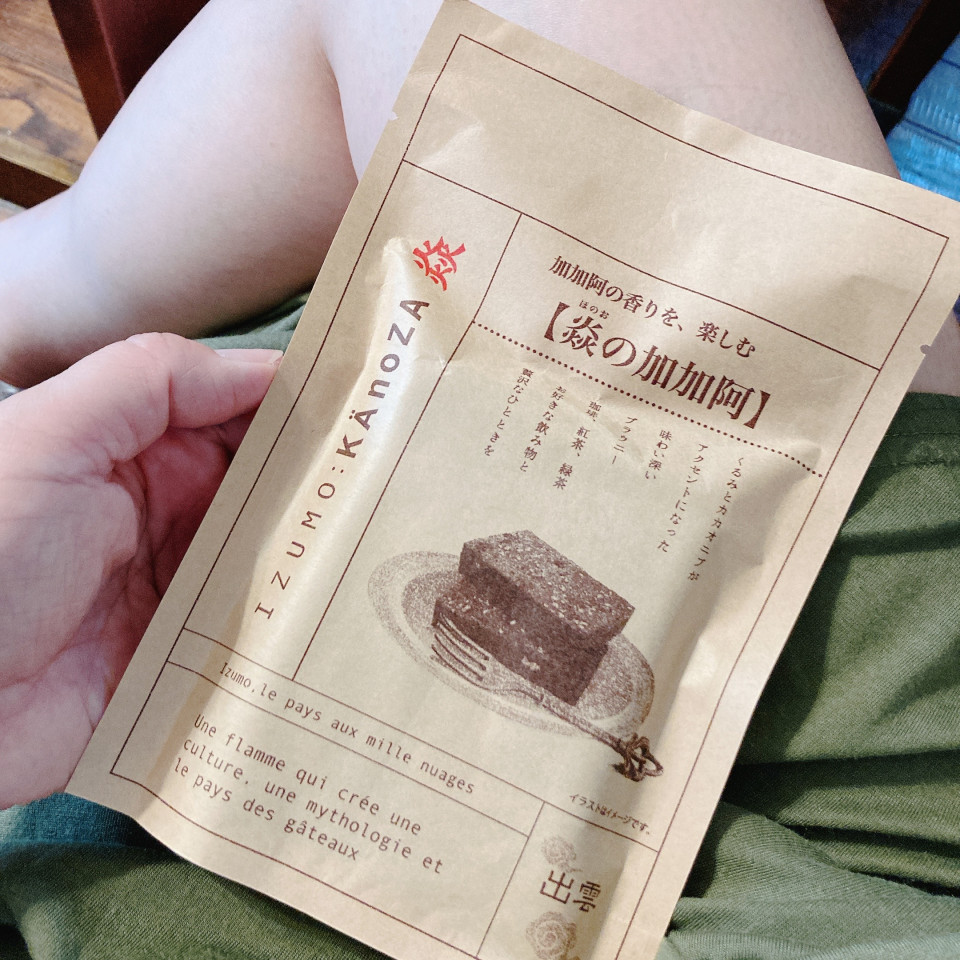 焱
IZUMO:KÄnozA
加加阿の香りを、楽しむ
ほのお
【焱の加加阿】
くるみとカカオニブが
アクセントになった
味わい深い
ブラウニー
珈琲、紅茶、緑茶
お好きな飲み物と
贅沢なひとときを
イラストはイメージです。
Izumo,le pays aux mille nuages
Une flamme qui crée une
culture, une mythologie et
le pays des gâteaux
出雲